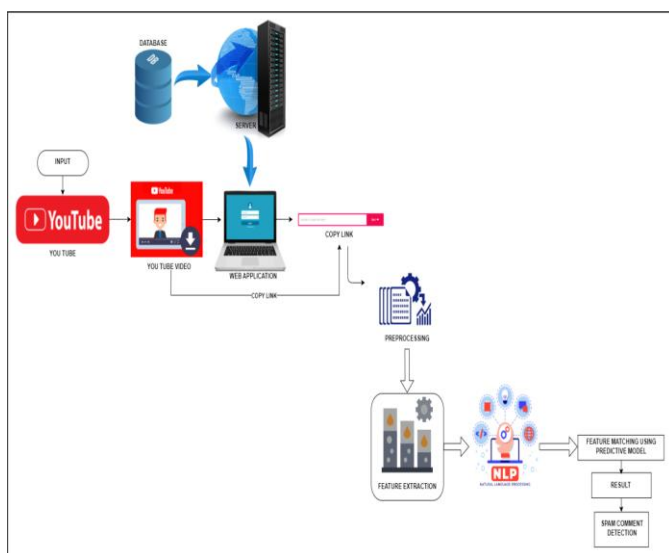 DATABASE
SERVER
INPUT
YouTube
YOU TUBE
YouTube
YOU TUBE VIDEO
WEB APPLICATION
COPY LINK
COPY LINK
PREPROCESSING
FEATURE EXTRACTION
NLP
NATURAL LANGUAGE PROCESSING
FEATURE MATCHING USING
PREDICTIVE MODEL
RESULT
SPAM COMMENT
DETECTION